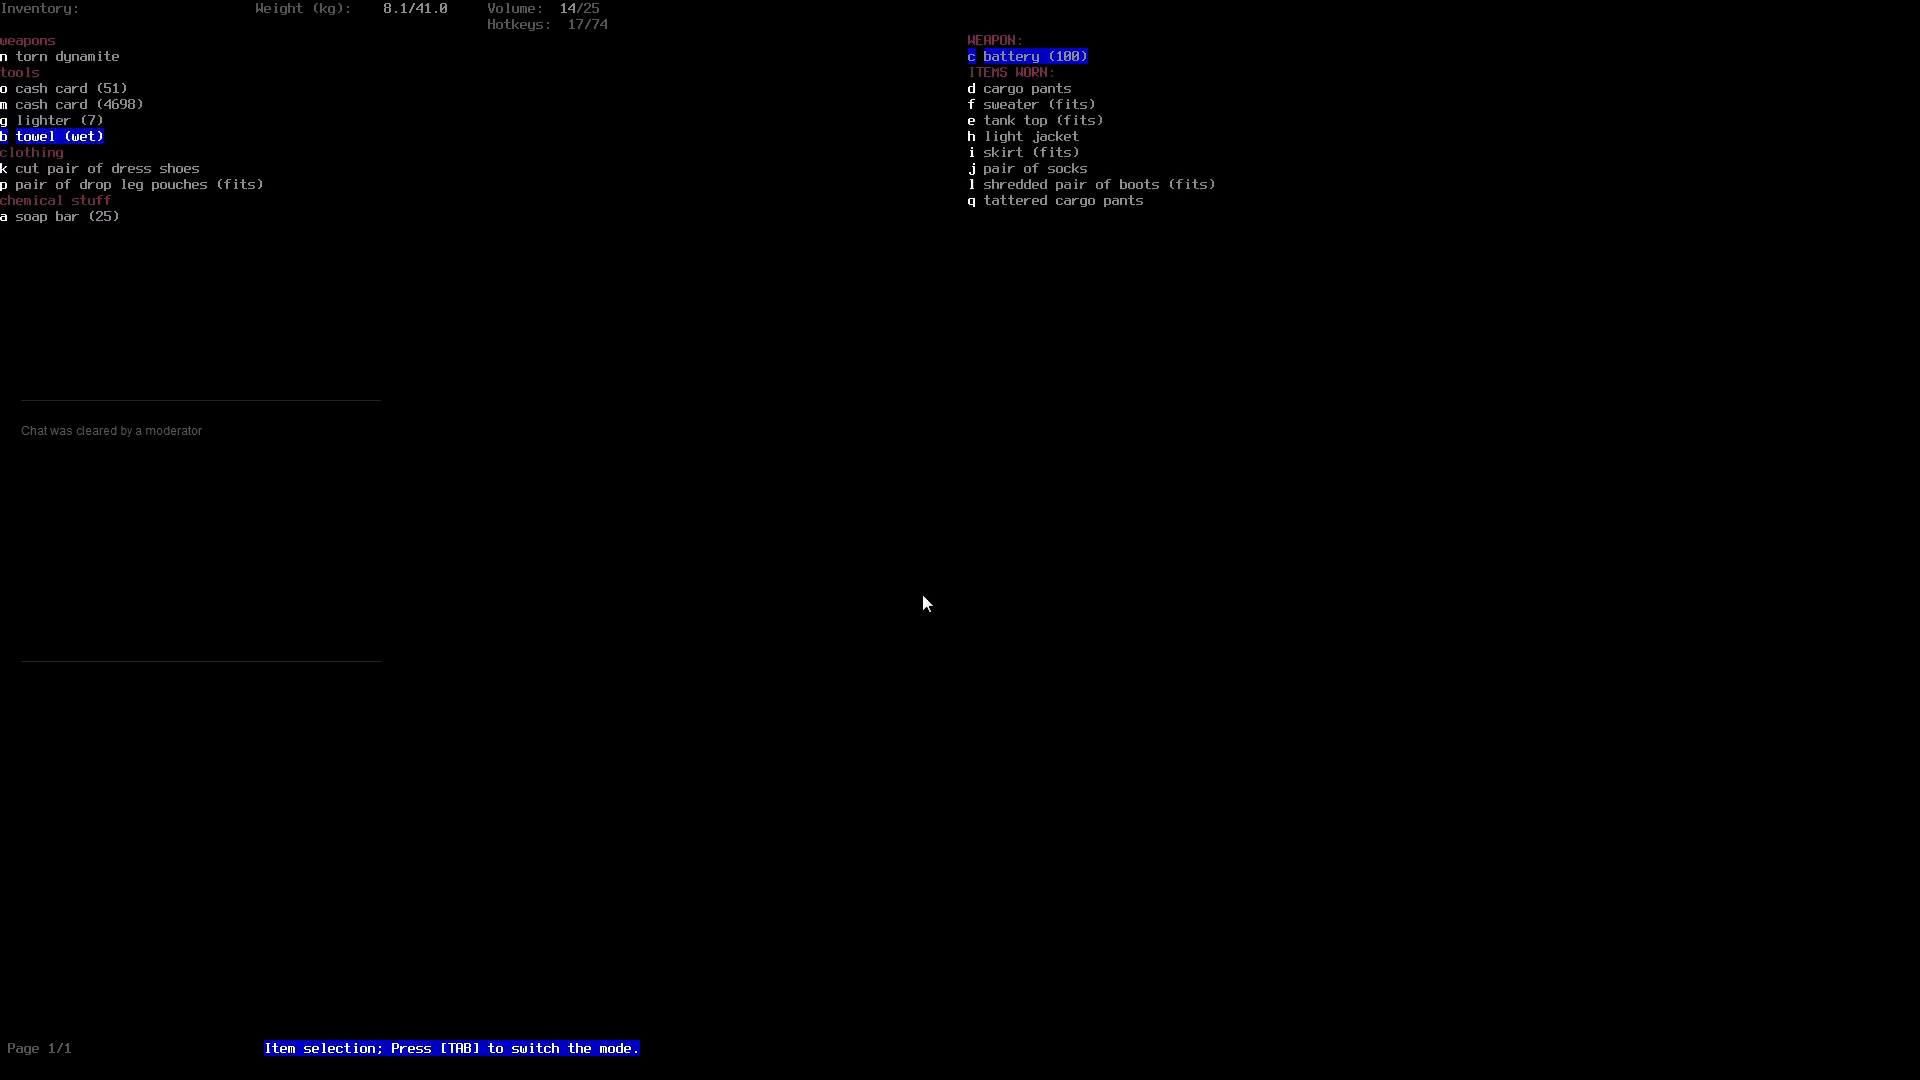 Inventory: Weight (kg): 8.1/41.0 Volume: 14/25
Hotkeys: 17/74
weapons
n torn dynamite
tools
o cash card (51)
m cash card (4698)
g lighter (7)
b towel (wet)
clothing
k cut pair of dress shoes
p pair of drop leg pouches (fits)
chemical stuff
a soap bar (25)
WEAPON:
c battery (100)
ITEMS WORN:
d cargo pants
f sweater (fits)
e tank top (fits)
h light jacket
i skirt (fits)
j pair of socks
l shredded pair of boots (fits)
q tattered cargo pants
Chat was cleared by a moderator
Page 1/1 Item selection; Press [TAB] to switch the mode.